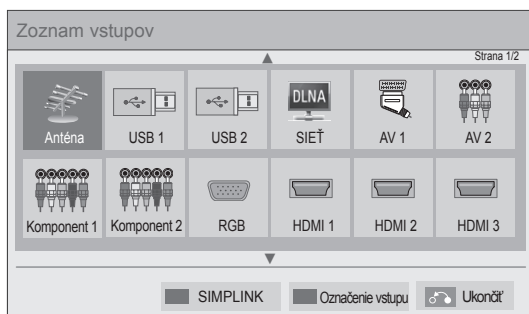 Zoznam vstupov
Strana 1/2
Anténa
USB 1
USB 2
DLNA
SIEŤ
AV 1
AV 2
Komponent 1
Komponent 2
RGB
HDMI 1
HDMI 2
HDMI 3
SIMPLINK
Označenie vstupu
Ukončiť